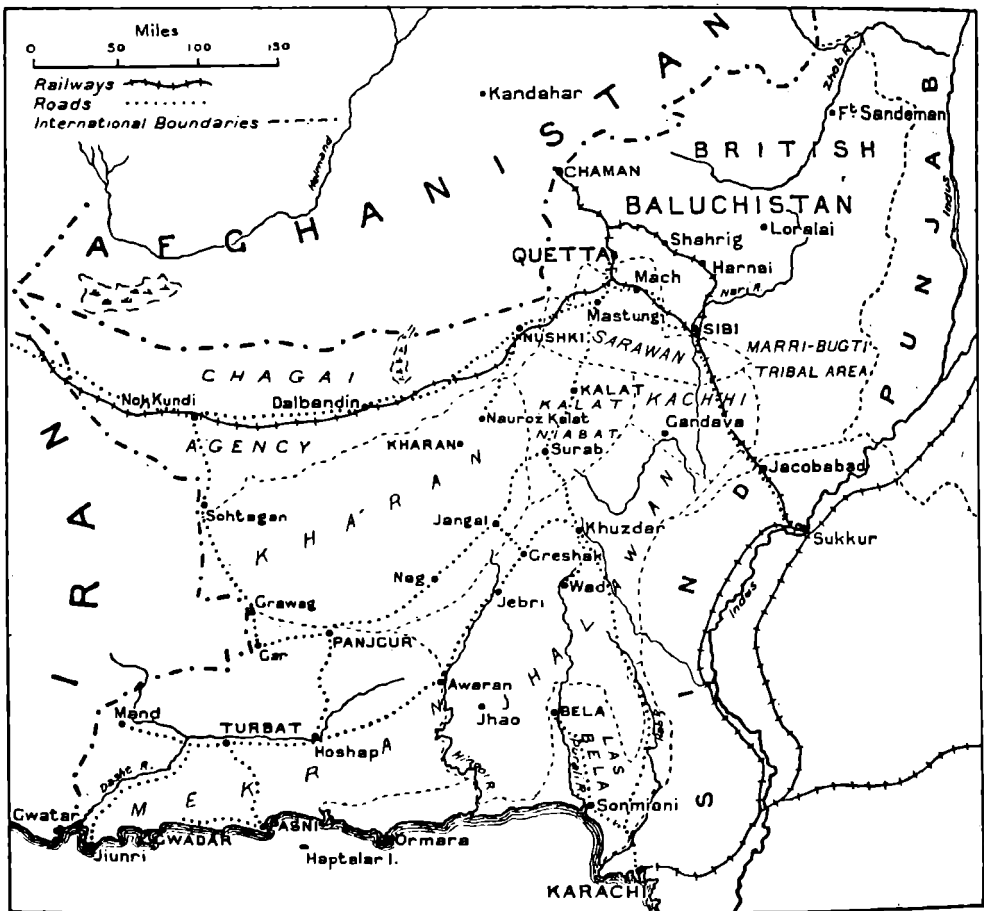 Miles
0 50 100 150
Railways
Roads
International Boundaries
AFGHANISTAN
Kandahar
Helmand
Zhob R.
Ft. Sandeman
BRITISH
BALUCHISTAN
PUNJAB
Indus
CHAMAN
Loralai
Shahrig
QUETTA
Harnai
Mach
Nari R.
Mastung
SIBI
NUSHKI
SARAWAN
MARRI-BUGTI
TRIBAL AREA
CHAGAI
AGENCY
Nok Kundi
Dalbandin
KALAT
KALAT
NIABAT
KACHHI
Gandava
Nauroz Kalat
KHARAN
Surab
Jacobabad
IRAN
Sohtagan
KHARAN
Jangal
Khuzdar
Sukkur
Greshak
Nag
Wad
Jebri
JHALAWAN
SIND
Indus
Grawag
PANJGUR
Gar
Awaran
Jhao
BELA
LAS
BELA
Hab R.
Mand
TURBAT
Hoshap
Dasht R.
Hingol R.
Porali R.
MEKRAN
Sonmiani
Gwatar
Jiunri
GWADAR
PASNI
Ormara
Haptalar I.
KARACHI